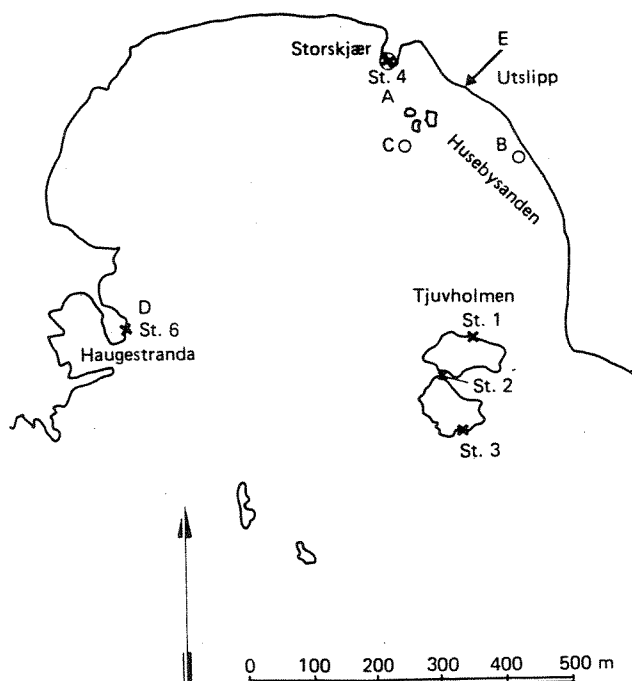 Storskjær
St. 4
A
E
Utslipp
C
B
Husebysanden
D
St. 6
Haugestranda
Tjuvholmen
St. 1
St. 2
St. 3
0 100 200 300 400 500 m